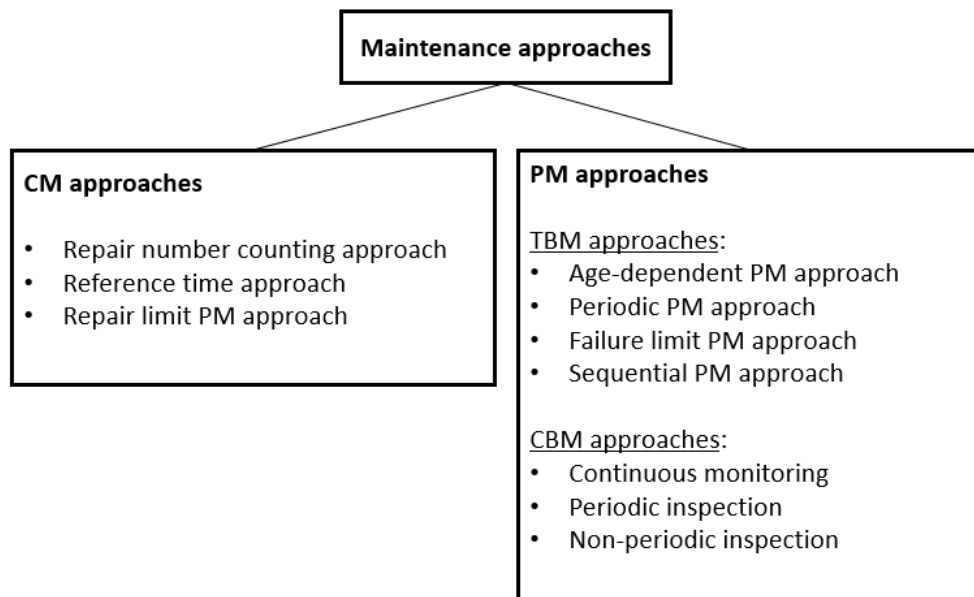 Maintenance approaches
CM approaches
• Repair number counting approach
• Reference time approach
• Repair limit PM approach
PM approaches
TBM approaches:
• Age-dependent PM approach
• Periodic PM approach
• Failure limit PM approach
• Sequential PM approach
CBM approaches:
• Continuous monitoring
• Periodic inspection
• Non-periodic inspection